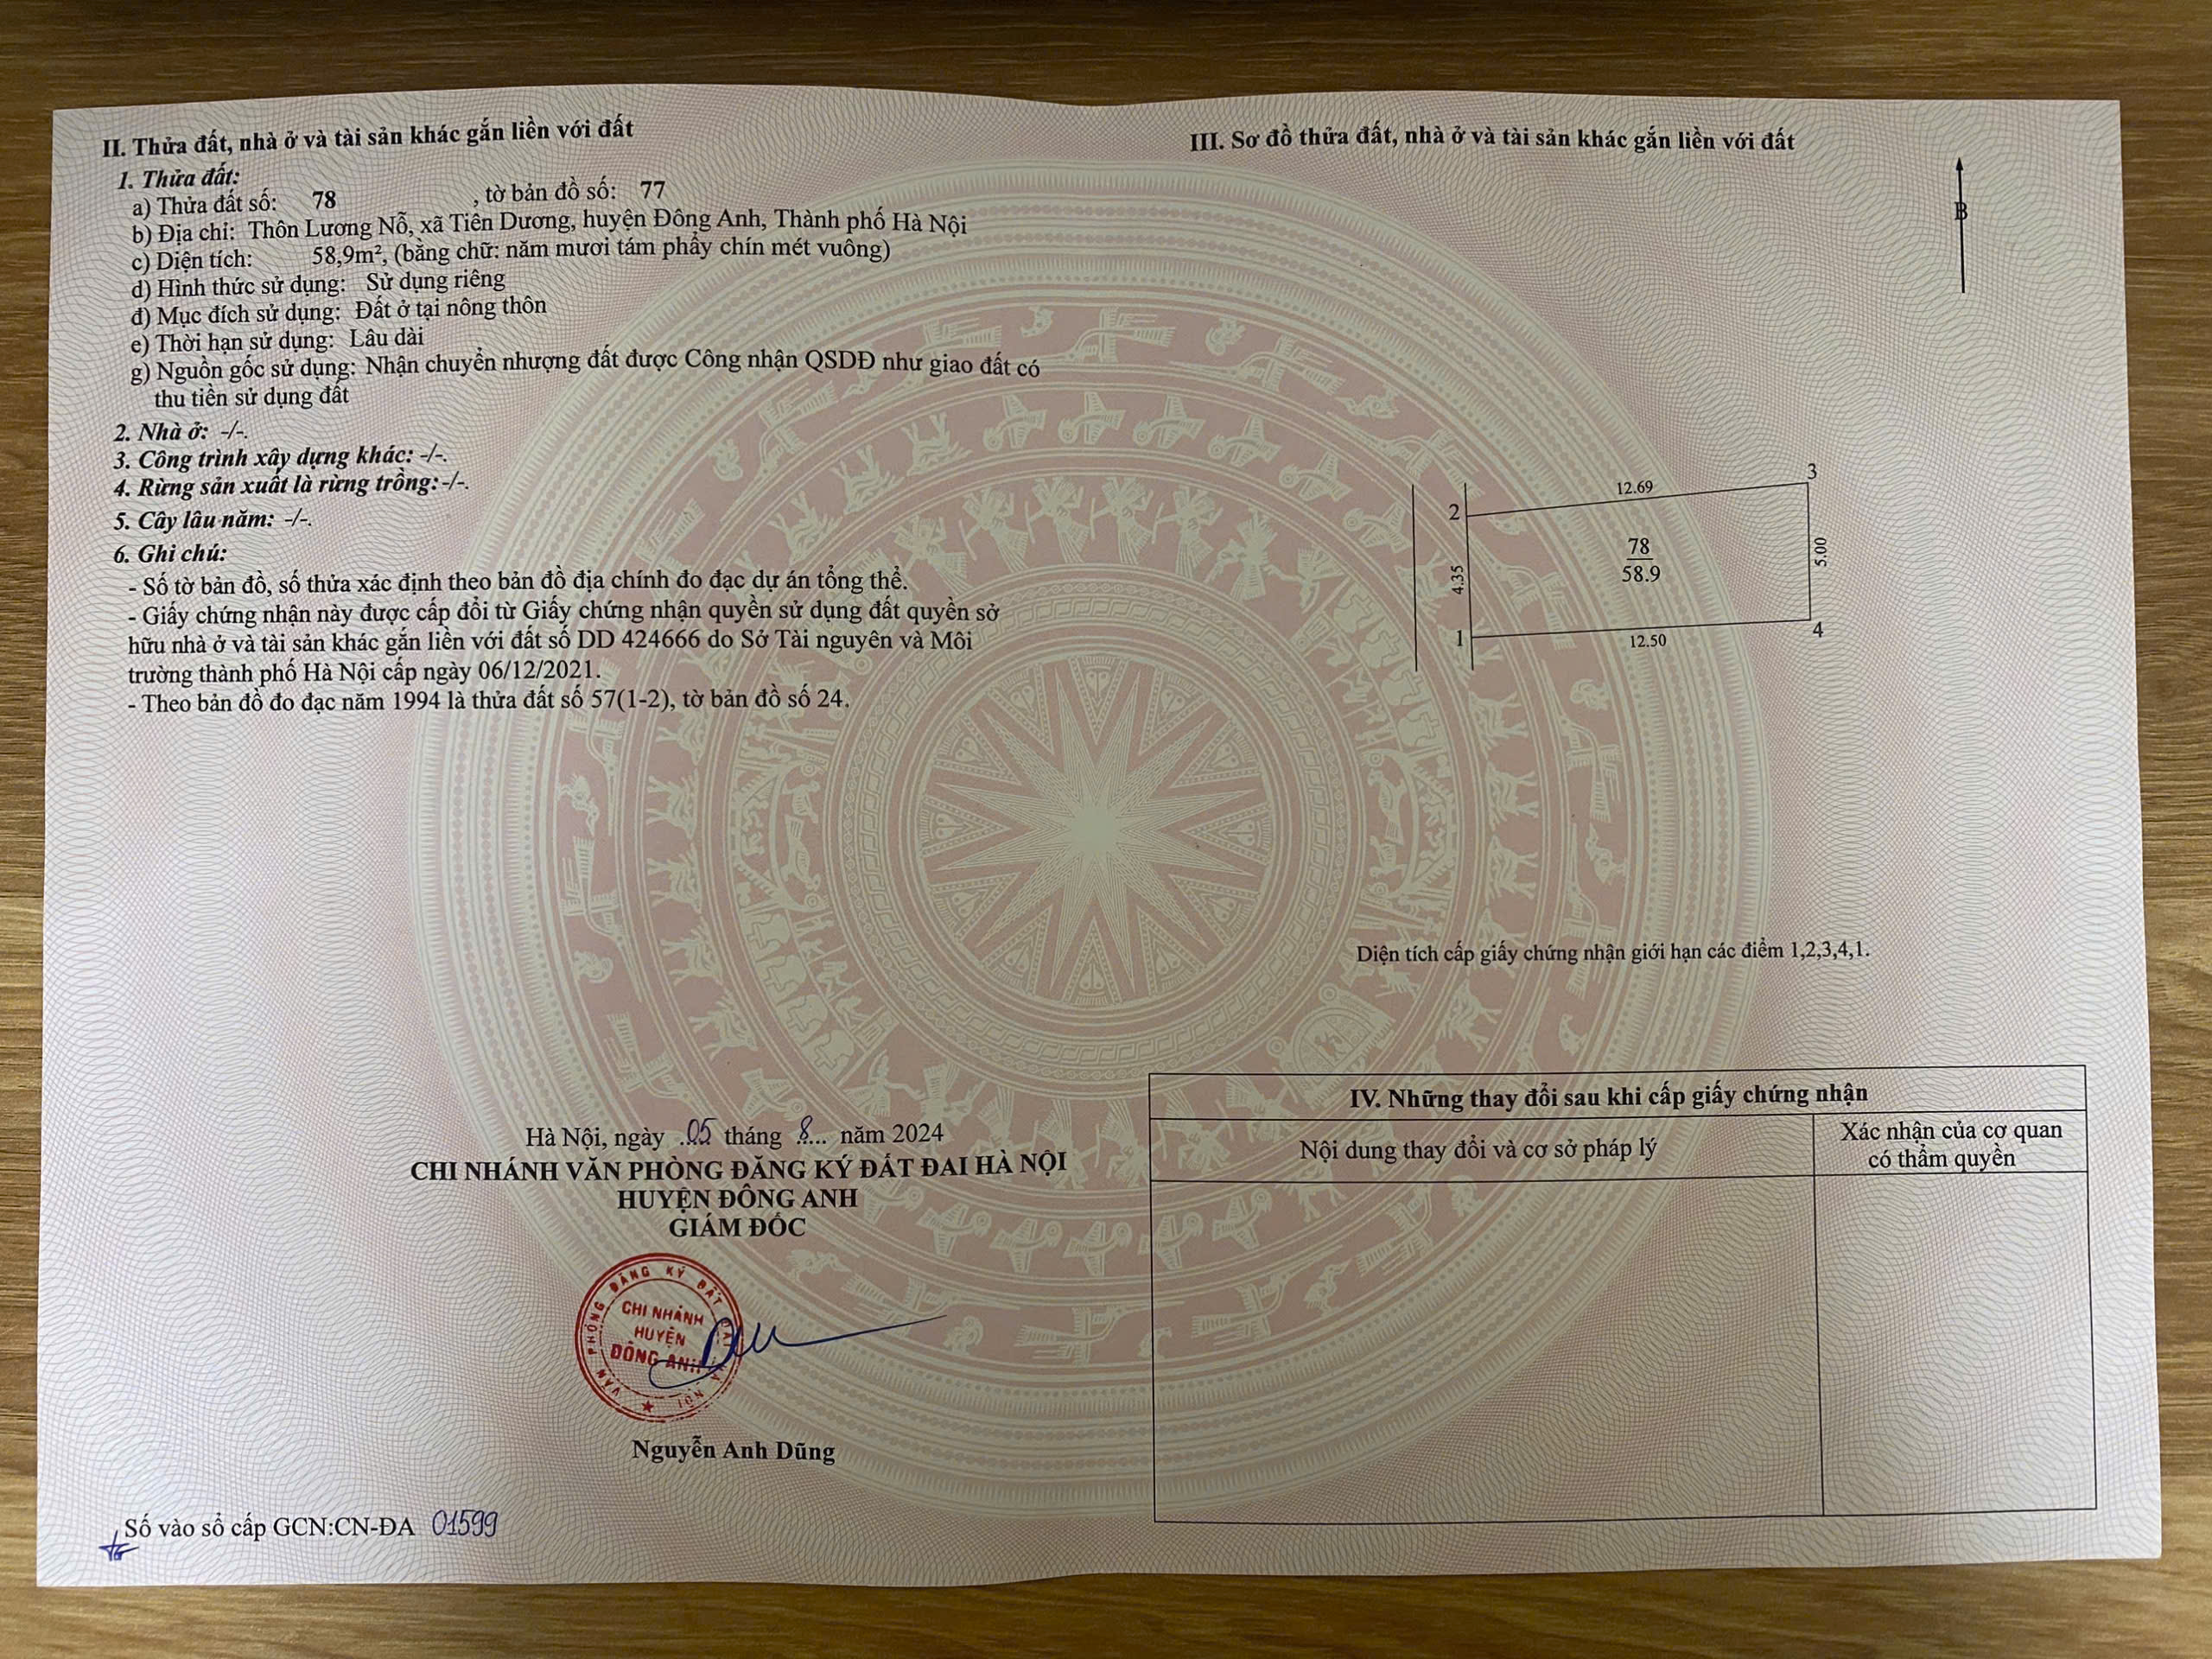 II. Thửa đất, nhà ở và tài sản khác gắn liền với đất
1. Thửa đất:
a) Thửa đất số: 78 , tờ bản đồ số: 77
b) Địa chỉ: Thôn Lương Nỗ, xã Tiên Dương, huyện Đông Anh, Thành phố Hà Nội
c) Diện tích: 58,9m², (bằng chữ: năm mươi tám phẩy chín mét vuông)
d) Hình thức sử dụng: Sử dụng riêng
đ) Mục đích sử dụng: Đất ở tại nông thôn
e) Thời hạn sử dụng: Lâu dài
g) Nguồn gốc sử dụng: Nhận chuyển nhượng đất được Công nhận QSDĐ như giao đất có
thu tiền sử dụng đất
2. Nhà ở: -/-.
3. Công trình xây dựng khác: -/-.
4. Rừng sản xuất là rừng trồng:-/-.
5. Cây lâu năm: -/-.
6. Ghi chú:
- Số tờ bản đồ, số thửa xác định theo bản đồ địa chính đo đạc dự án tổng thể.
- Giấy chứng nhận này được cấp đổi từ Giấy chứng nhận quyền sử dụng đất quyền sở
hữu nhà ở và tài sản khác gắn liền với đất số DD 424666 do Sở Tài nguyên và Môi
trường thành phố Hà Nội cấp ngày 06/12/2021.
- Theo bản đồ đo đạc năm 1994 là thửa đất số 57(1-2), tờ bản đồ số 24.
Hà Nội, ngày 05 tháng 8 năm 2024
CHI NHÁNH VĂN PHÒNG ĐĂNG KÝ ĐẤT ĐAI HÀ NỘI
HUYỆN ĐÔNG ANH
GIÁM ĐỐC
VĂN PHÒNG ĐĂNG KÝ ĐẤT ĐAI HÀ NỘI
CHI NHÁNH
HUYỆN
ĐÔNG ANH
Nguyễn Anh Dũng
Số vào sổ cấp GCN:CN-ĐA 01599
III. Sơ đồ thửa đất, nhà ở và tài sản khác gắn liền với đất
B
3
12.69
2
78
58.9
5.00
4.35
1
12.50
4
Diện tích cấp giấy chứng nhận giới hạn các điểm 1,2,3,4,1.
IV. Những thay đổi sau khi cấp giấy chứng nhận
Nội dung thay đổi và cơ sở pháp lý
Xác nhận của cơ quan
có thẩm quyền